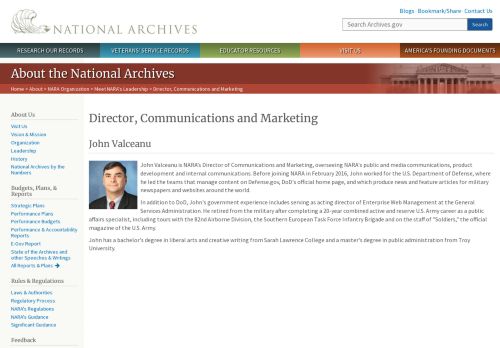 Blogs · Bookmark/Share · Contact Us
NATIONAL ARCHIVES
Search Archives.gov
Search
RESEARCH OUR RECORDS
VETERANS' SERVICE RECORDS
EDUCATOR RESOURCES
VISIT US
AMERICA'S FOUNDING DOCUMENTS
About the National Archives
Home > About > NARA Organization > Meet NARA's Leadership > Director, Communications and Marketing
About Us
Visit Us
Vision & Mission
Organization
Leadership
History
National Archives by the
Numbers
Budgets, Plans, &
Reports
Strategic Plans
Performance Plans
Performance Budgets
Performance & Accountability
Reports
E-Gov Report
State of the Archives and
other Speeches & Writings
All Reports & Plans
Rules & Regulations
Laws & Authorities
Regulatory Process
NARA's Regulations
NARA's Guidance
Significant Guidance
Feedback
Director, Communications and Marketing
John Valceanu
John Valceanu is NARA's Director of Communications and Marketing, overseeing NARA's public and media communications, product
development and internal communications. Before joining NARA in February 2016, John worked for the U.S. Department of Defense, where
he led the teams that manage content on Defense.gov, DoD's official home page, and which produce news and feature articles for military
newspapers and websites around the world.
In addition to DoD, John's government experience includes serving as acting director of Enterprise Web Management at the General
Services Administration. He retired from the military after completing a 20-year combined active and reserve U.S. Army career as a public
affairs specialist, including tours with the 82nd Airborne Division, the Southern European Task Force Infantry Brigade and on the staff of "Soldiers," the official
magazine of the U.S. Army.
John has a bachelor's degree in liberal arts and creative writing from Sarah Lawrence College and a master's degree in public administration from Troy
University.